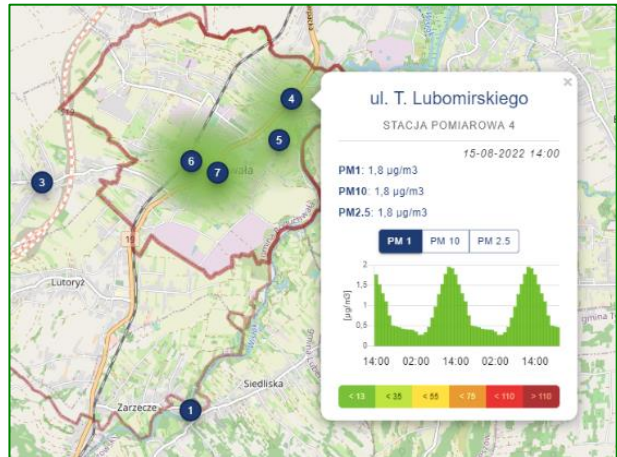 4
5
6
7
3
19
Lutoryż
Zarzecze
1
Siedliska
×
ul. T. Lubomirskiego
STACJA POMIAROWA 4
15-08-2022 14:00
PM1: 1,8 µg/m3
PM10: 1,8 µg/m3
PM2.5: 1,8 µg/m3
PM 1 PM 10 PM 2.5
[µg/m3]
2
1,5
1
0,5
0
14:00 02:00 14:00 02:00 14:00
< 13 < 35 < 55 < 75 < 110 > 110